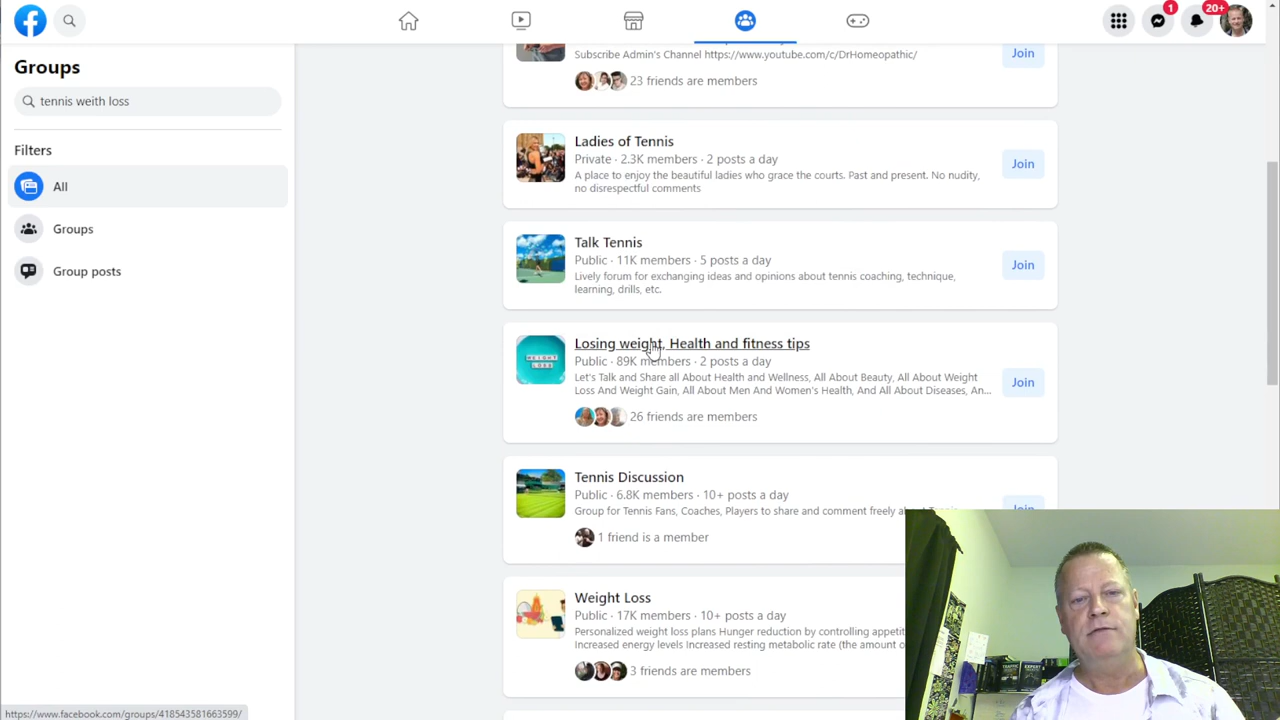 1
20+
Groups
tennis weith loss
Filters
All
Groups
Group posts
Subscribe Admin's Channel https://www.youtube.com/c/DrHomeopathic/
23 friends are members
Join
Ladies of Tennis
Private · 2.3K members · 2 posts a day
A place to enjoy the beautiful ladies who grace the courts. Past and present. No nudity,
no disrespectful comments
Join
Talk Tennis
Public · 11K members · 5 posts a day
Lively forum for exchanging ideas and opinions about tennis coaching, technique,
learning, drills, etc.
Join
WEIGHT
LOSS
Losing weight, Health and fitness tips
Public · 89K members · 2 posts a day
Let's Talk and Share all About Health and Wellness, All About Beauty, All About Weight
Loss And Weight Gain, All About Men And Women's Health, And All About Diseases, An...
26 friends are members
Join
Tennis Discussion
Public · 6.8K members · 10+ posts a day
Group for Tennis Fans, Coaches, Players to share and comment freely about Tennis
1 friend is a member
Join
Weight Loss
Public · 17K members · 10+ posts a day
Personalized weight loss plans Hunger reduction by controlling appetit
Increased energy levels Increased resting metabolic rate (the amount o
3 friends are members
https://www.facebook.com/groups/418543581663599/
TRAFFIC
EXPERT